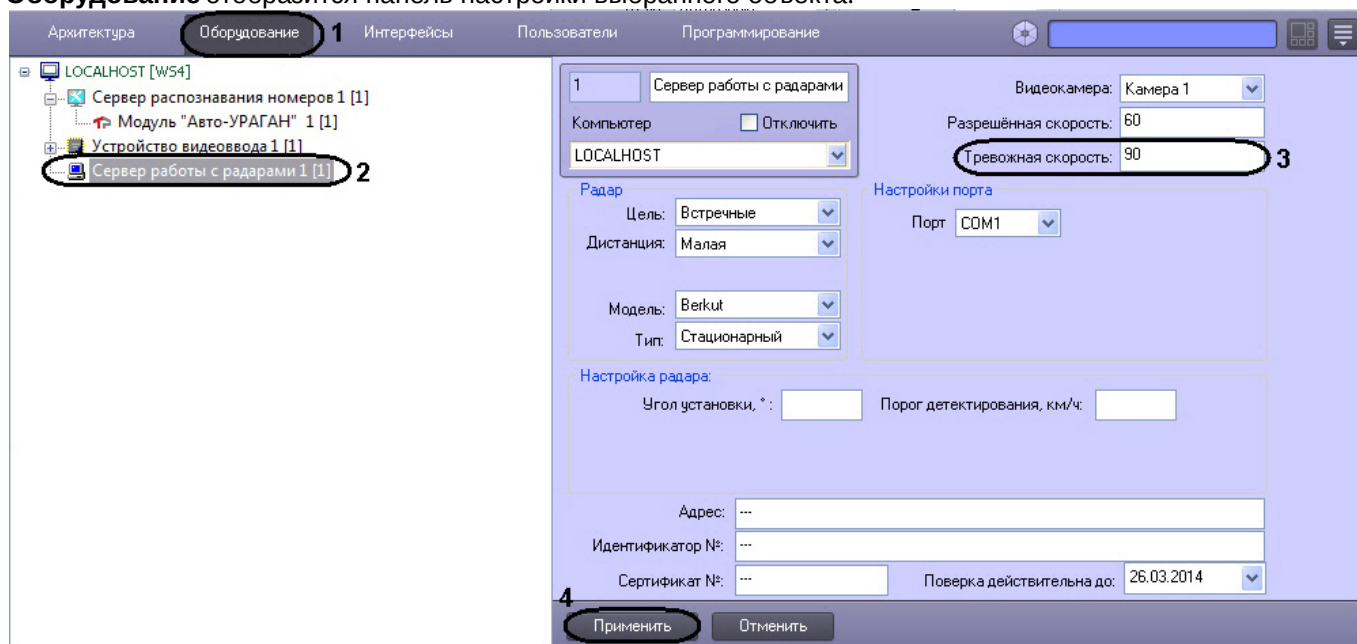 Оборудование отобразится панель настройки выбранного объекта.
Архитектура Оборудование 1 Интерфейсы Пользователи Программирование
LOCALHOST [WS4]
Сервер распознавания номеров 1 [1]
Модуль "Авто-УРАГАН" 1 [1]
Устройство видеоввода 1 [1]
Сервер работы с радарами 1 [1] 2
1 Сервер работы с радарами
Компьютер Отключить
LOCALHOST
Видеокамера: Камера 1
Разрешённая скорость: 60
Тревожная скорость: 90 3
Радар
Цель: Встречные
Дистанция: Малая
Модель: Berkut
Тип: Стационарный
Настройки порта
Порт COM1
Настройка радара:
Угол установки, ° : Порог детектирования, км/ч:
Адрес: ---
Идентификатор №: ---
Сертификат №: --- Поверка действительна до: 26.03.2014
4
Применить Отменить